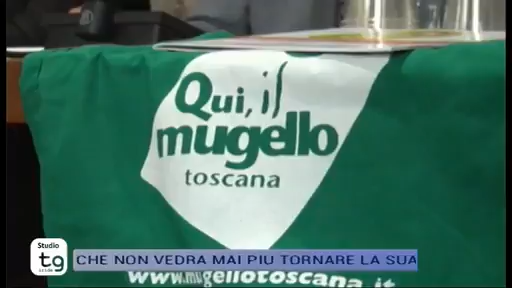 Qui, il
mugello
toscana
Studio
tg
CHE NON VEDRA MAI PIU TORNARE LA SUA
www.mugellotoscana.it